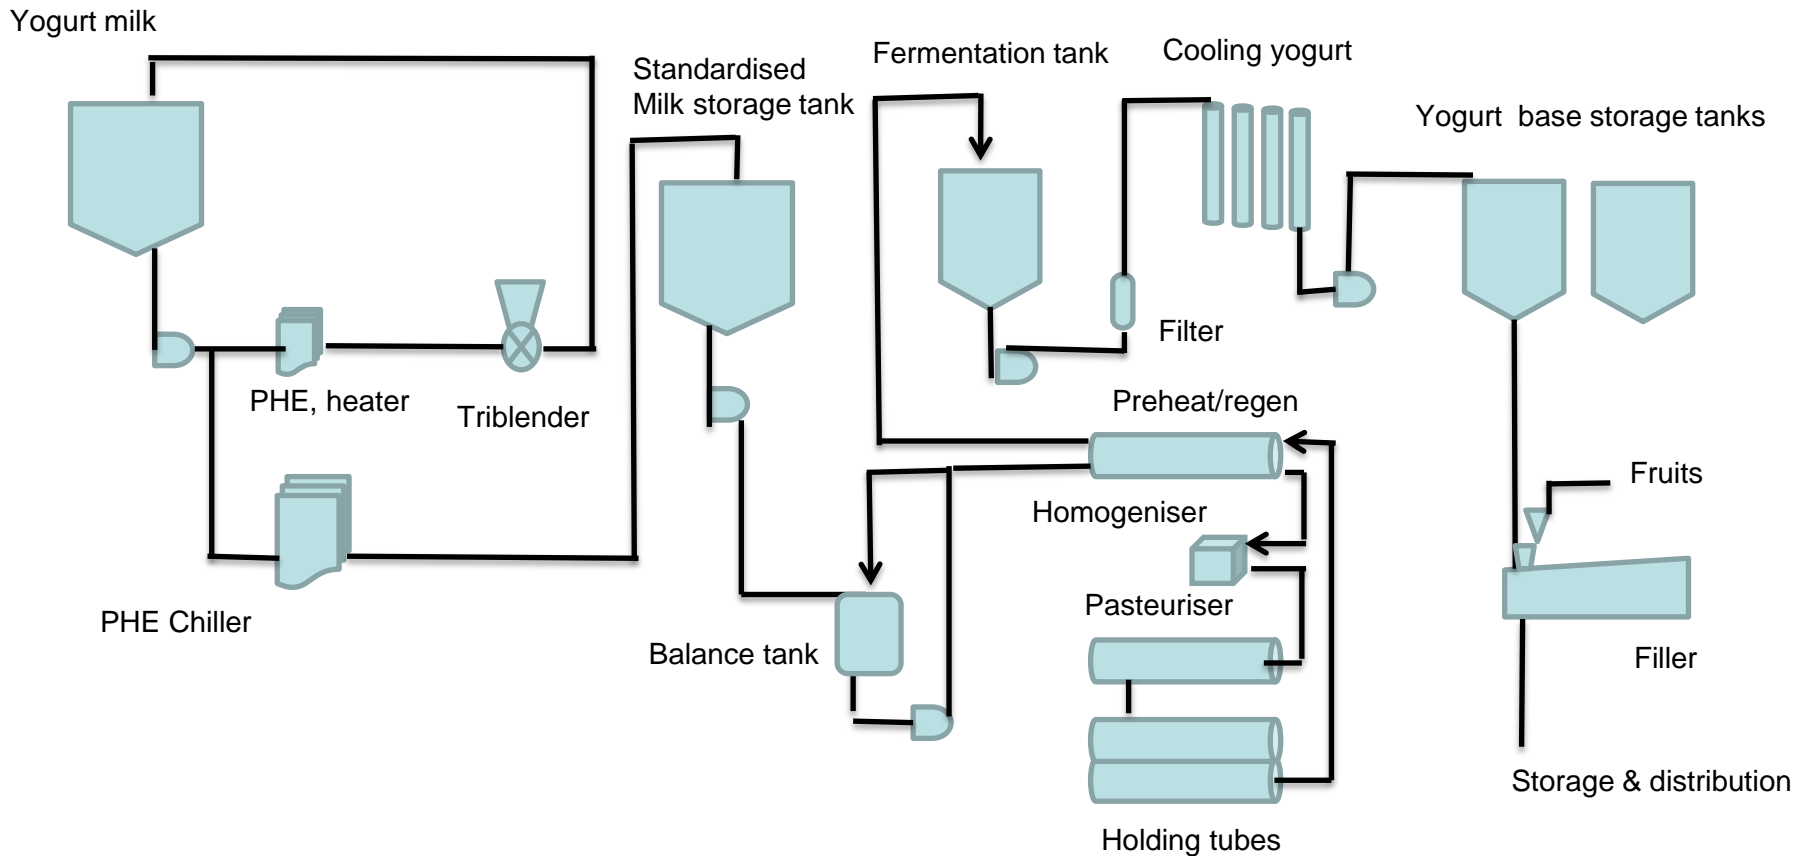 Yogurt milk
Standardised
Milk storage tank
Fermentation tank
Cooling yogurt
Yogurt  base storage tanks
Filter
PHE, heater
Triblender
Preheat/regen
Fruits
Homogeniser
PHE Chiller
Pasteuriser
Balance tank
Filler
Storage & distribution
Holding tubes